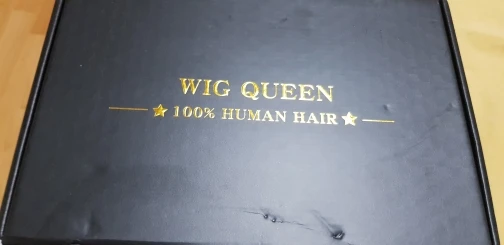 WIG QUEEN
★ 100% HUMAN HAIR ★